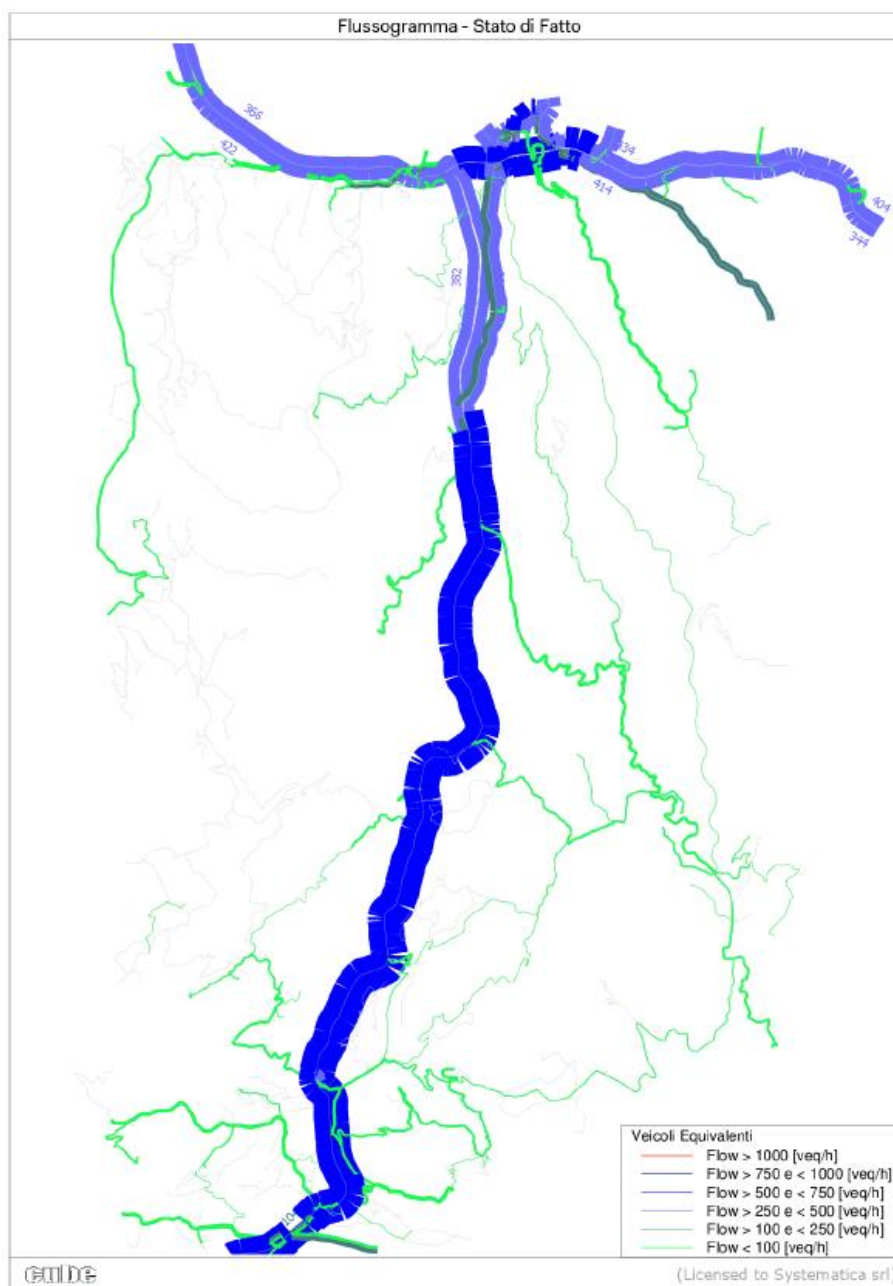 Flussogramma - Stato di Fatto
366
422
382
434
414
404
344
Veicoli Equivalenti
Flow > 1000 [veq/h]
Flow > 750 e < 1000 [veq/h]
Flow > 500 e < 750 [veq/h]
Flow > 250 e < 500 [veq/h]
Flow > 100 e < 250 [veq/h]
Flow < 100 [veq/h]
cube
(Licensed to Systematica srl)